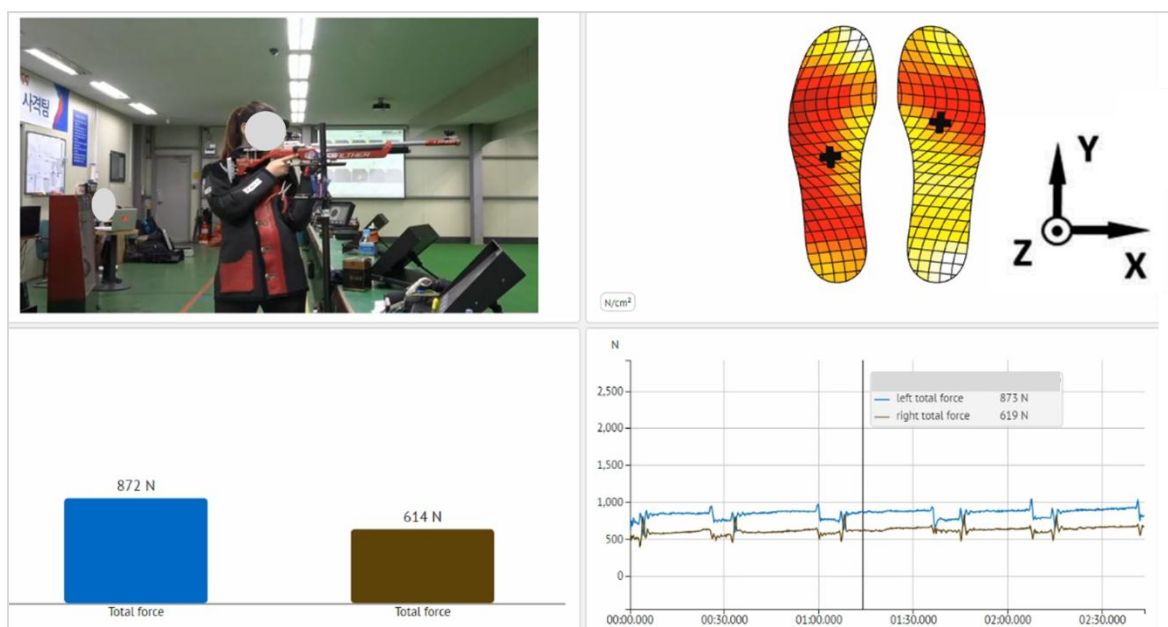 사격팀
N/cm²
Y
Z
X
872 N
614 N
Total force
Total force
N
2,500
2,000
1,500
1,000
500
0
left total force 873 N
right total force 619 N
00:00.000
00:30.000
01:00.000
01:30.000
02:00.000
02:30.000